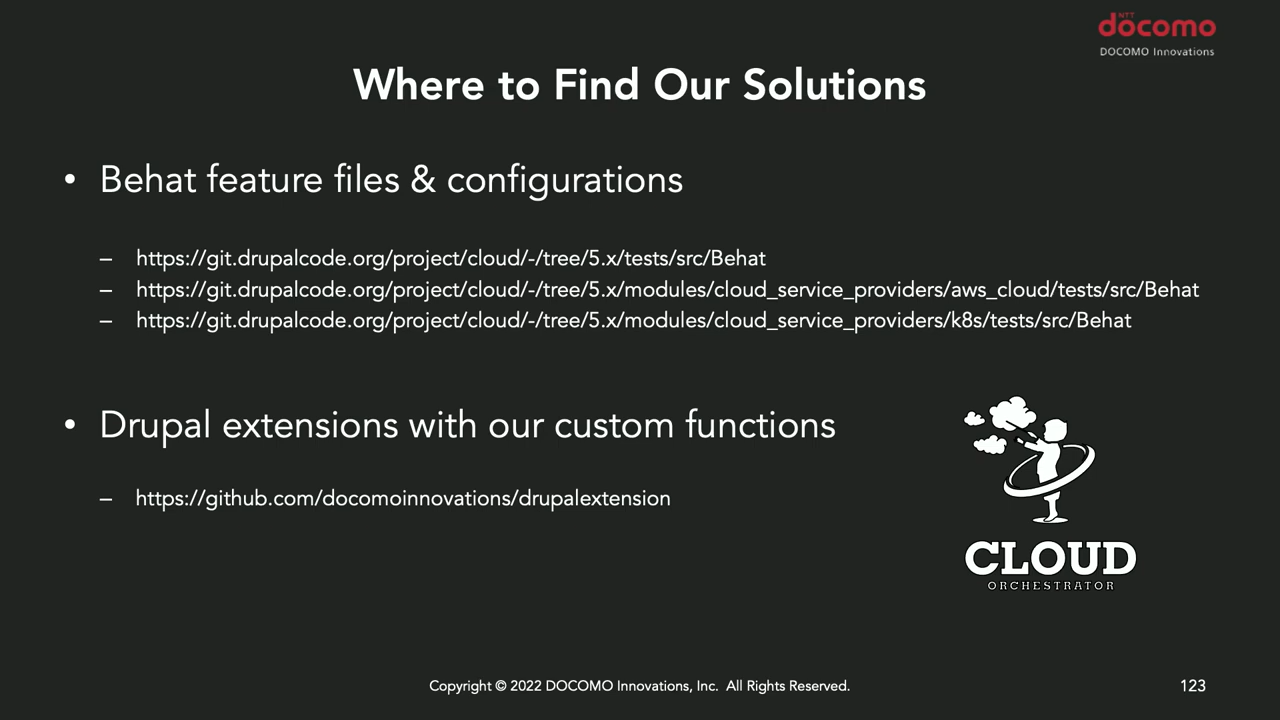 NTT
döcomo
DOCOMO Innovations
Where to Find Our Solutions
• Behat feature files & configurations
– https://git.drupalcode.org/project/cloud/-/tree/5.x/tests/src/Behat
– https://git.drupalcode.org/project/cloud/-/tree/5.x/modules/cloud_service_providers/aws_cloud/tests/src/Behat
– https://git.drupalcode.org/project/cloud/-/tree/5.x/modules/cloud_service_providers/k8s/tests/src/Behat
• Drupal extensions with our custom functions
– https://github.com/docomoinnovations/drupalextension
CLOUD
ORCHESTRATOR
Copyright © 2022 DOCOMO Innovations, Inc. All Rights Reserved.
123